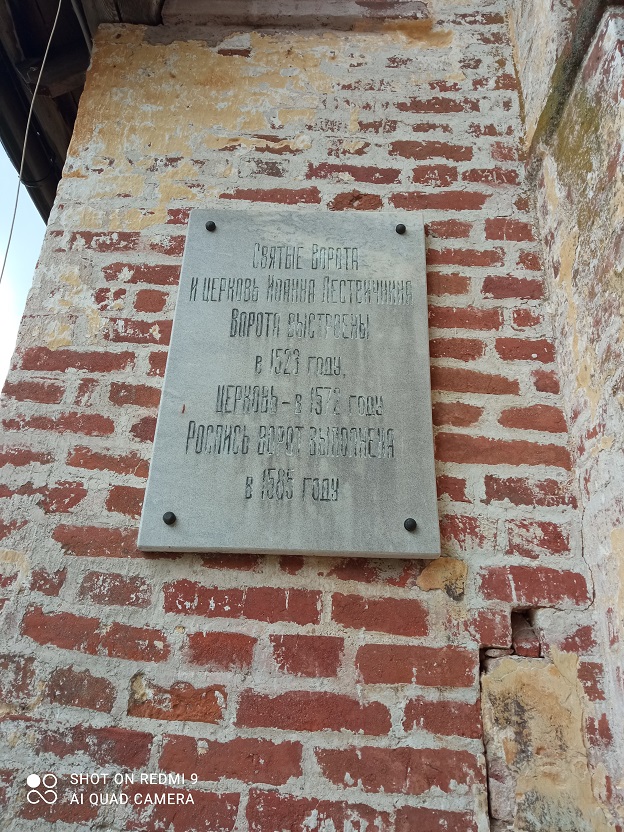 Святые Ворота
и церковь Иоанна Лествичника
Ворота выстроены
в 1523 году,
церковь – в 1572 году
Роспись ворот выполнена
в 1585 году
SHOT ON REDMI 9
AI QUAD CAMERA